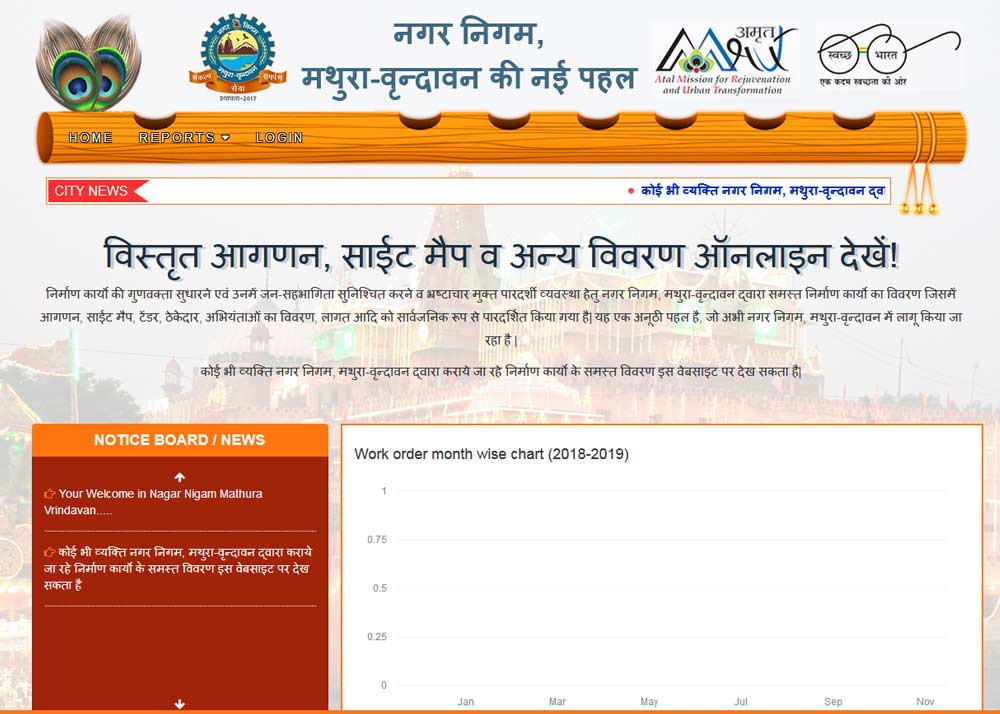 नगर निगम,
मथुरा-वृन्दावन की नई पहल
नगर निगम
मथुरा-वृन्दावन
संकल्प
समर्पण
सेवा
स्थापना-2017
अमृत
Atal Mission for Rejuvenation
and Urban Transformation
स्वच्छ भारत
एक कदम स्वच्छता की ओर
HOME REPORTS LOGIN
CITY NEWS
कोई भी व्यक्ति नगर निगम, मथुरा-वृन्दावन द्वा
विस्तृत आगणन, साईट मैप व अन्य विवरण ऑनलाइन देखें!
निर्माण कार्यो की गुणवक्ता सुधारने एवं उनमें जन-सहभागिता सुनिश्चित करने व भ्रष्टाचार मुक्त पारदर्शी व्यवस्था हेतु नगर निगम, मथुरा-वृन्दावन द्वारा समस्त निर्माण कार्यो का विवरण जिसमें
आगणन, साईट मैप, टेंडर, ठेकेदार, अभियंताओं का विवरण, लागत आदि को सार्वजनिक रूप से पारदर्शित किया गया है| यह एक अनूठी पहल है, जो अभी नगर निगम, मथुरा-वृन्दावन में लागू किया जा
रहा है |
कोई भी व्यक्ति नगर निगम, मथुरा-वृन्दावन द्वारा कराये जा रहे निर्माण कार्यो के समस्त विवरण इस वेबसाइट पर देख सकता है|
NOTICE BOARD / NEWS
Your Welcome in Nagar Nigam Mathura
Vrindavan.....
कोई भी व्यक्ति नगर निगम, मथुरा-वृन्दावन द्वारा कराये
जा रहे निर्माण कार्यो के समस्त विवरण इस वेबसाइट पर देख
सकता है
Work order month wise chart (2018-2019)
1
0.75
0.5
0.25
0
Jan Mar May Jul Sep Nov